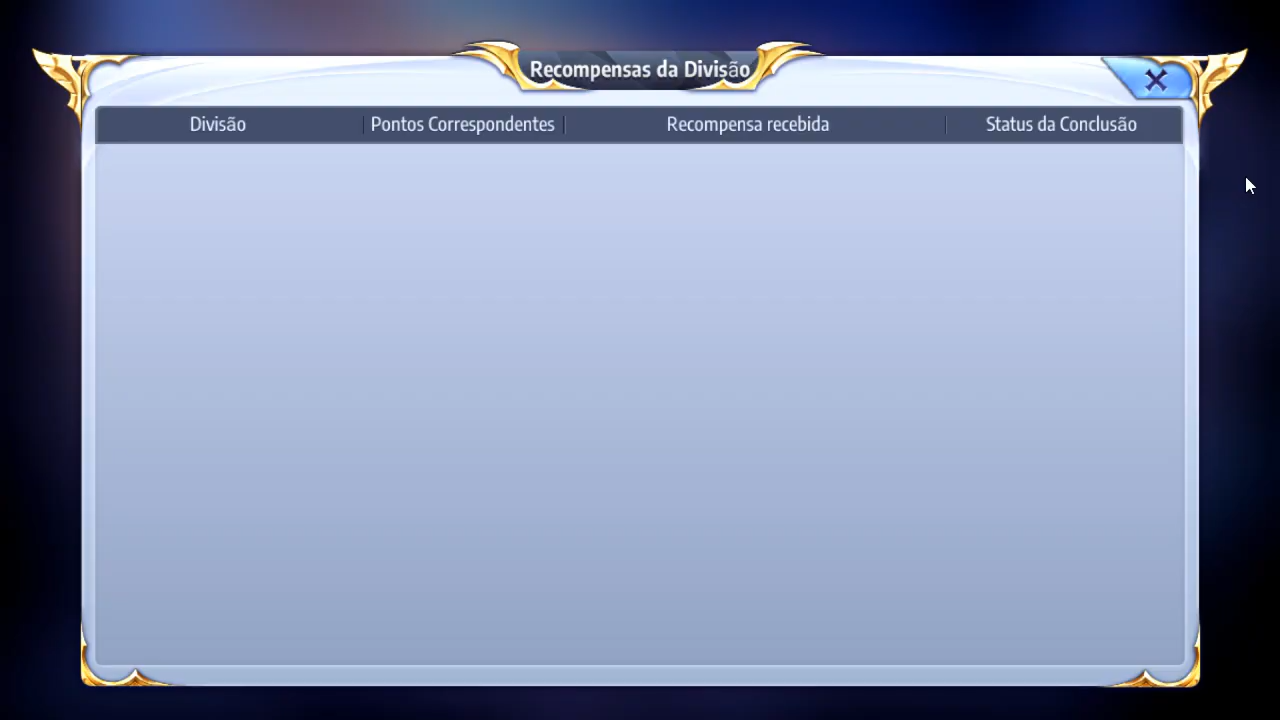 Recompensas da Divisão
Divisão
Pontos Correspondentes
Recompensa recebida
Status da Conclusão